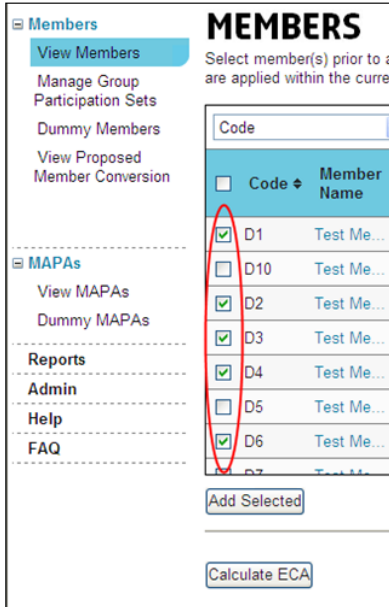 Members
View Members
Manage Group
Participation Sets
Dummy Members
View Proposed
Member Conversion
MAPAs
View MAPAs
Dummy MAPAs
Reports
Admin
Help
FAQ
MEMBERS
Select member(s) prior to a
are applied within the curre
Code
Code Member
Name
D1 Test Me...
D10 Test Me...
D2 Test Me...
D3 Test Me...
D4 Test Me...
D5 Test Me...
D6 Test Me...
D7 Test Me...
Add Selected
Calculate ECA